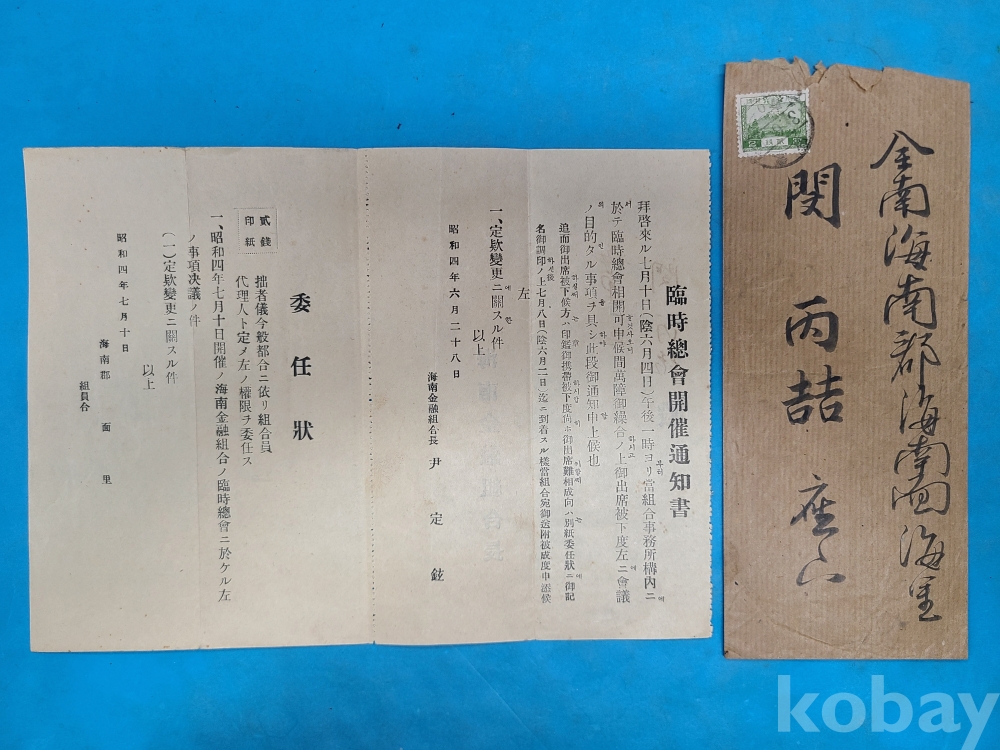 臨時總會開催通知書
拜啓來ル七月十日(陰六月四日)午後一時ヨリ當組合事務所構內ニ
於テ臨時總會相開可申候間萬障御繰合ノ上御出席被下度左ニ會議
ノ目的タル事項ヲ具シ此段御通知申上候也
追而御出席被下候方ハ印鑑御携帶被下度尙ホ御出席難相成向ハ別紙委任狀ニ御記
名御調印ノ上七月八日(陰六月二日)迄ニ到着スル樣當組合宛御送附被成度申添候
左
一、定欵變更ニ關スル件
以上
昭和四年六月二十八日
海南金融組合長 尹定鉉
委任狀
貳錢
印紙
拙者儀今般都合ニ依リ組合員
代理人ト定メ左ノ權限ヲ委任ス
一、昭和四年七月十日開催ノ海南金融組合ノ臨時總會ニ於ケル左
ノ事項決議ノ件
(一)定欵變更ニ關スル件
以上
昭和四年七月十日
海南郡 面 里
組員合
全南海南郡海南面海里
閔丙喆 座下
kobay